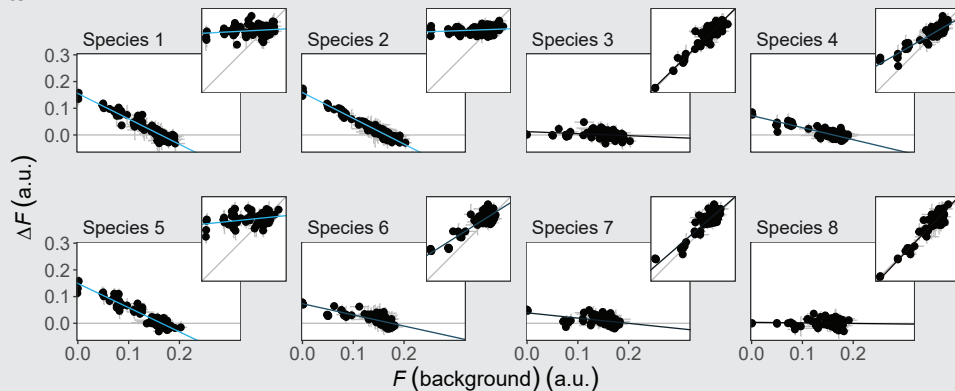 Species 1
Species 2
Species 3
Species 4
0.3
0.2
0.1
0.0
ΔF (a.u.)
Species 5
Species 6
Species 7
Species 8
0.3
0.2
0.1
0.0
0.0 0.1 0.2 0.0 0.1 0.2 0.0 0.1 0.2 0.0 0.1 0.2
F (background) (a.u.)